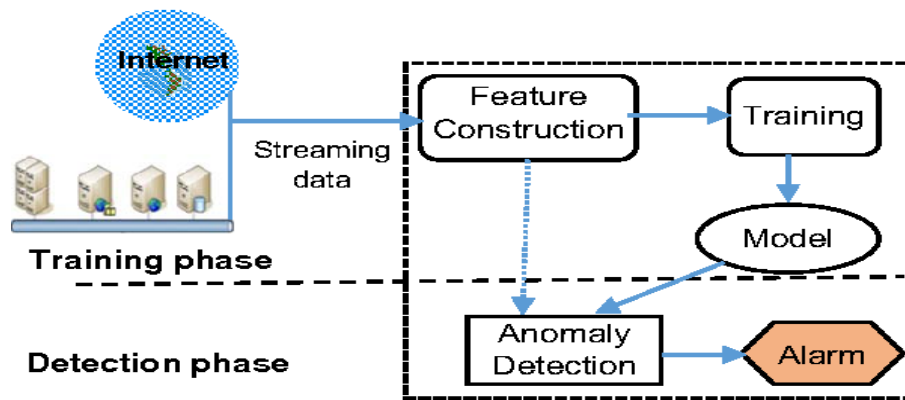 Internet
Feature
Construction
Training
Streaming
data
Model
Training phase
Anomaly
Detection
Alarm
Detection phase